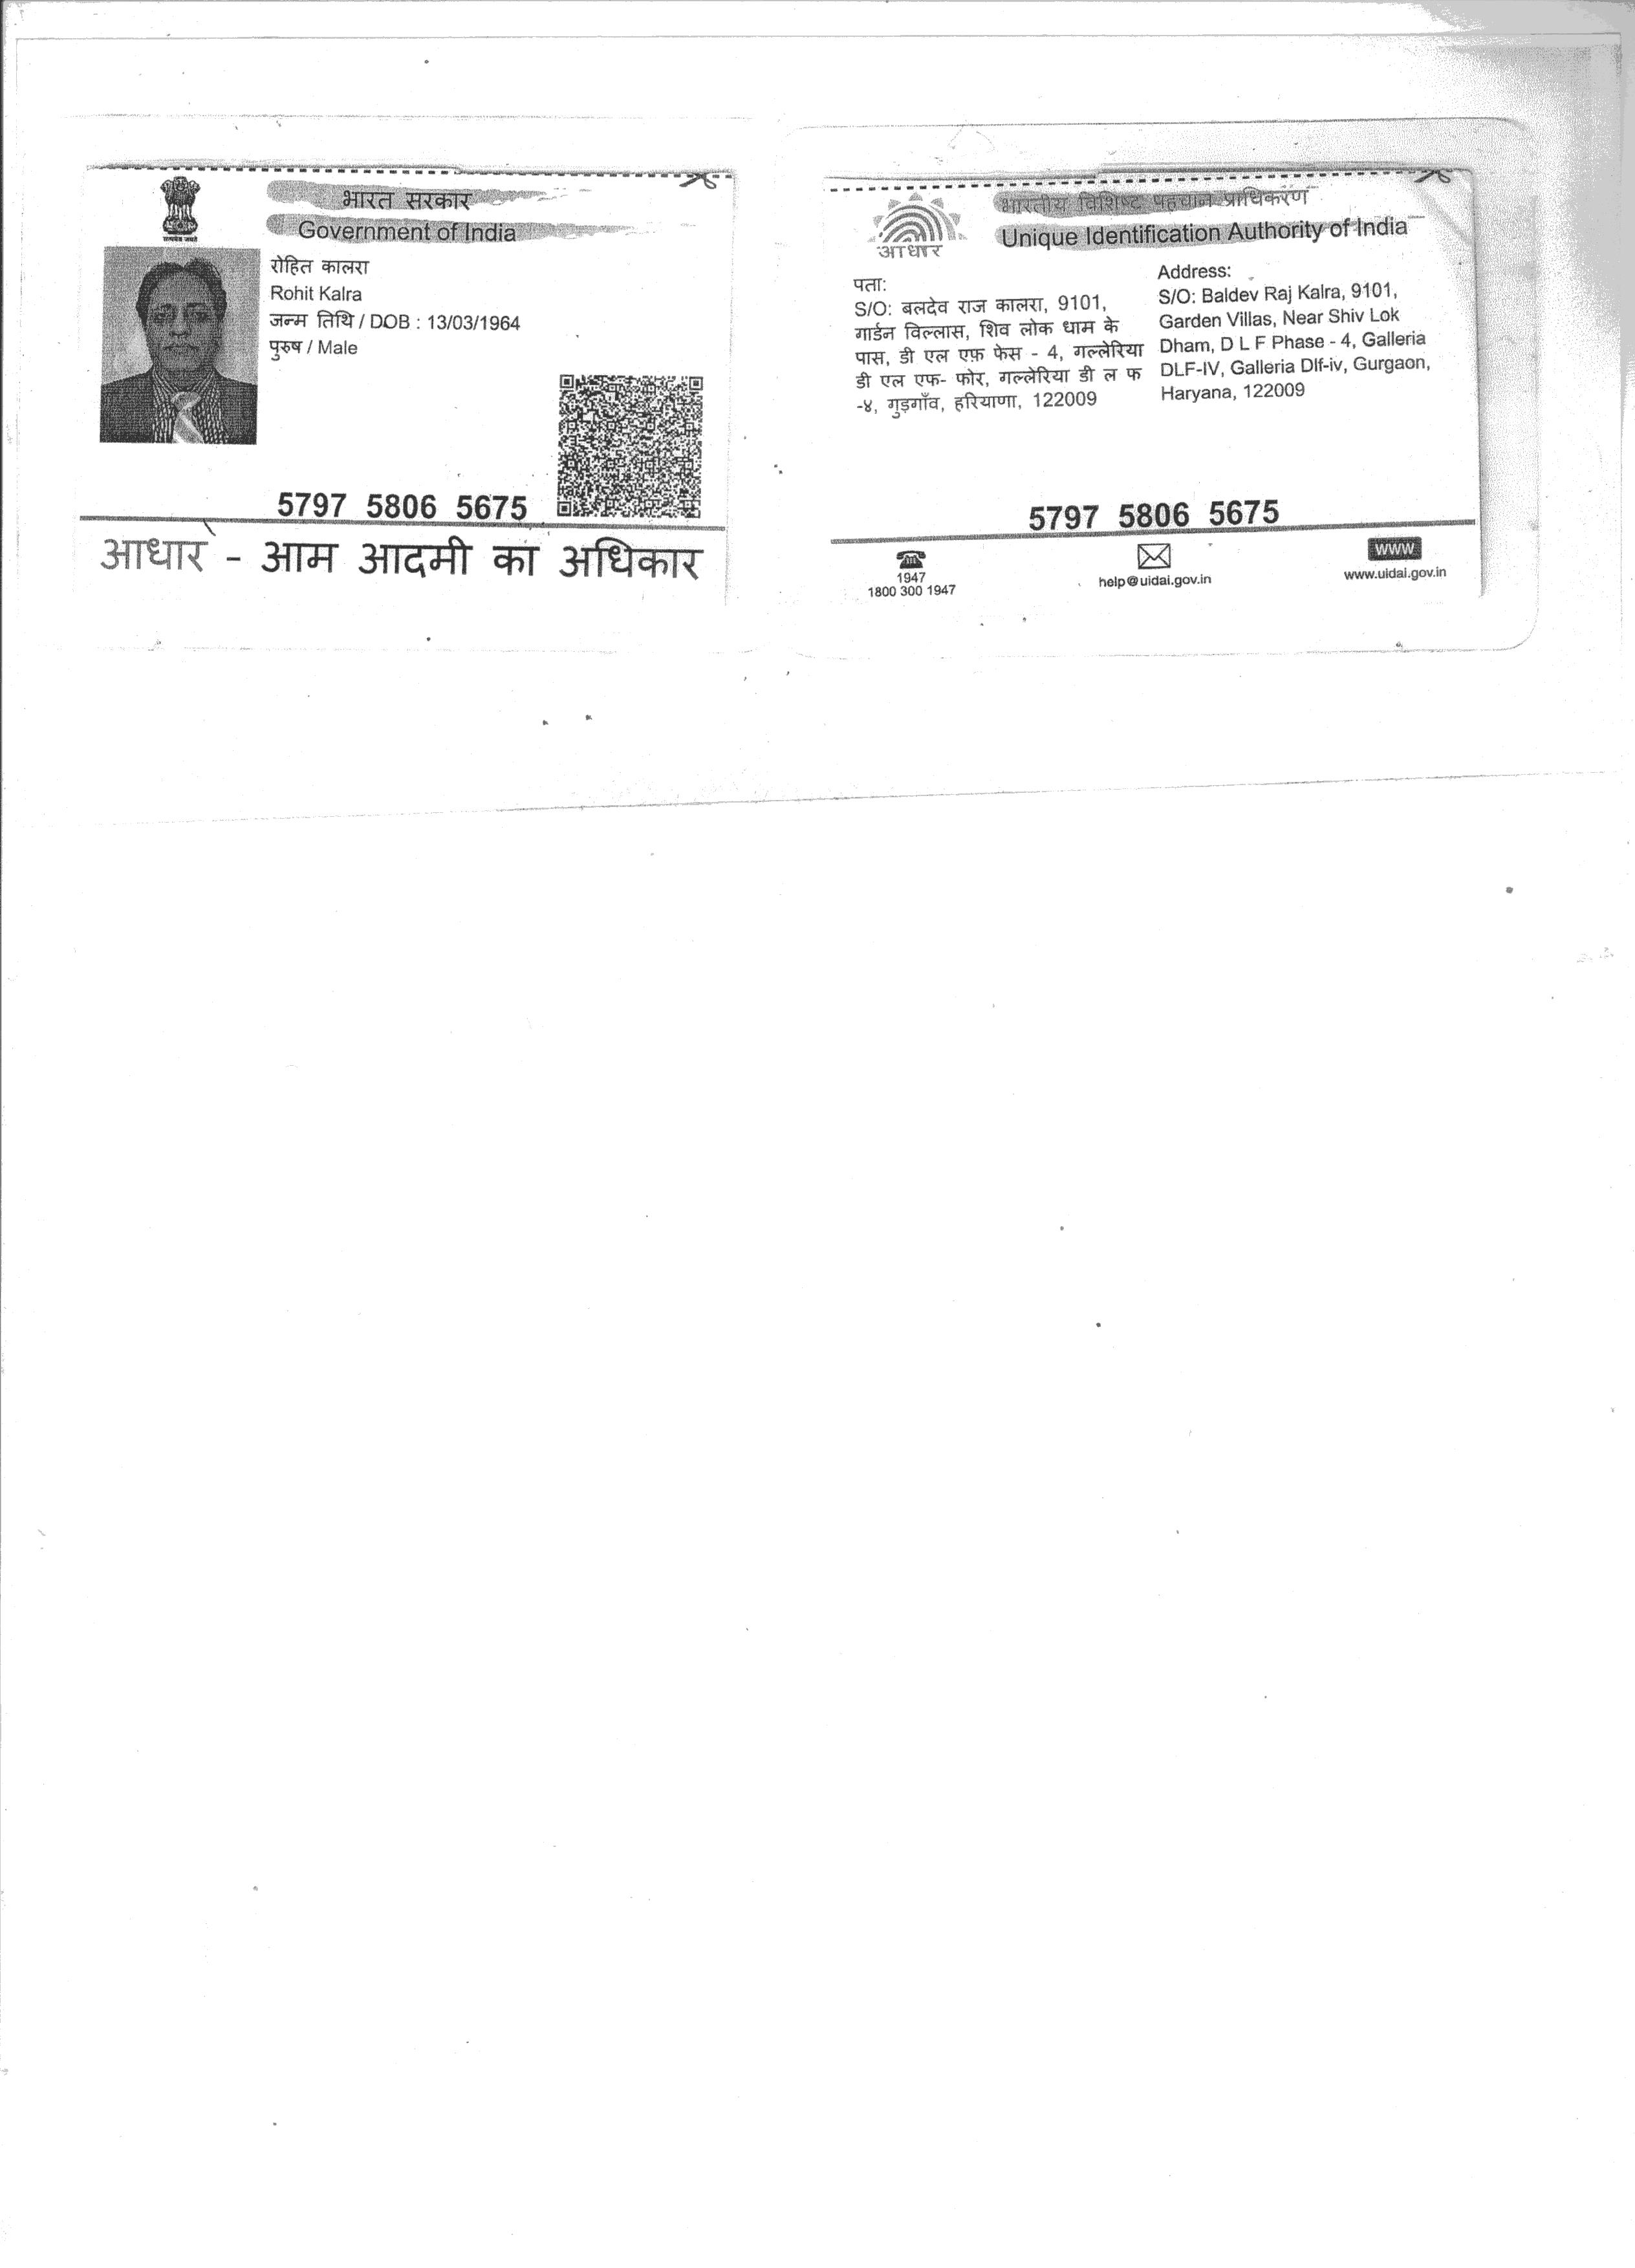 भारत सरकार
Government of India
रोहित कालरा
Rohit Kalra
जन्म तिथि / DOB : 13/03/1964
पुरुष / Male
5797 5806 5675
आधार - आम आदमी का अधिकार
भारतीय विशिष्ट पहचान प्राधिकरण
Unique Identification Authority of India
आधार
पता:
S/O: बलदेव राज कालरा, 9101,
गार्डन विल्लास, शिव लोक धाम के
पास, डी एल एफ़ फेस - 4, गल्लेरिया
डी एल एफ- फोर, गल्लेरिया डी ल फ
-४, गुड़गाँव, हरियाणा, 122009
Address:
S/O: Baldev Raj Kalra, 9101,
Garden Villas, Near Shiv Lok
Dham, D L F Phase - 4, Galleria
DLF-IV, Galleria Dlf-iv, Gurgaon,
Haryana, 122009
5797 5806 5675
1947
1800 300 1947
help@uidai.gov.in
www
www.uidai.gov.in